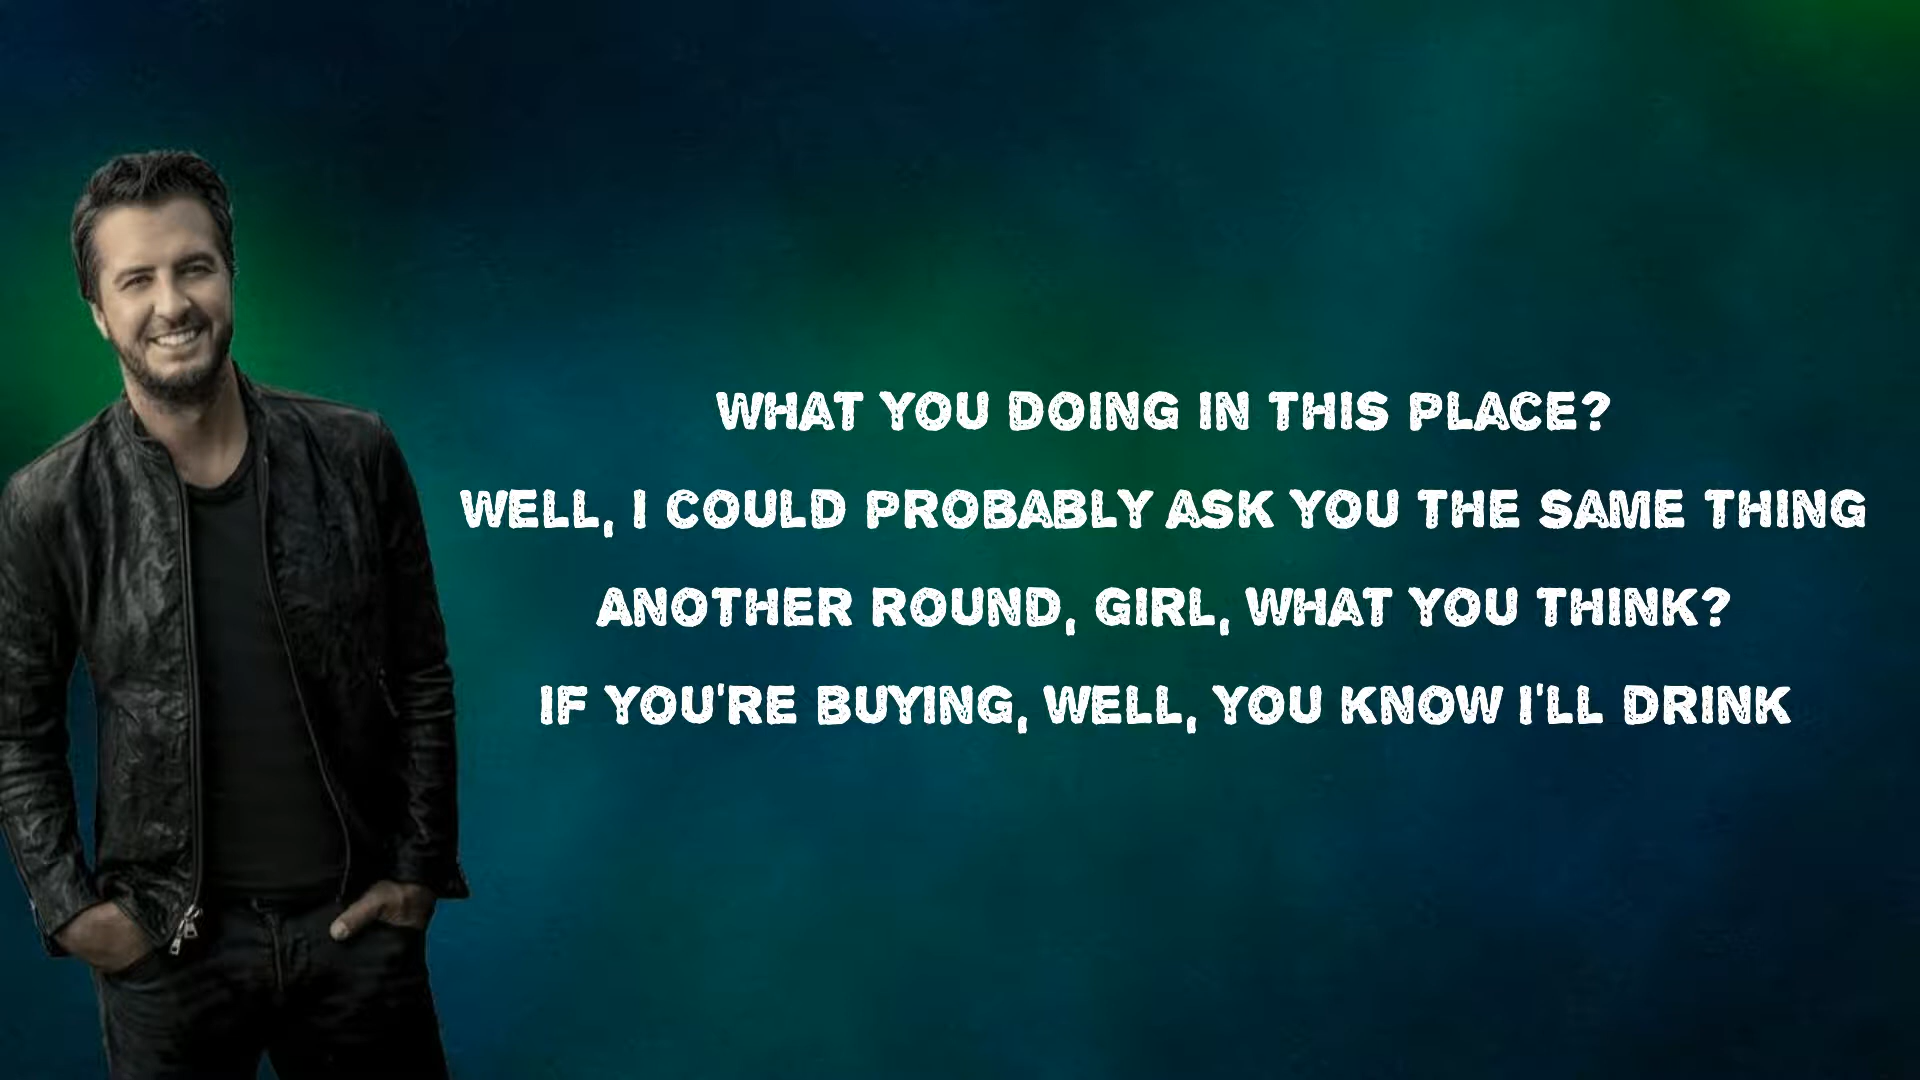 WHAT YOU DOING IN THIS PLACE?
WELL, I COULD PROBABLY ASK YOU THE SAME THING
ANOTHER ROUND, GIRL, WHAT YOU THINK?
IF YOU'RE BUYING, WELL, YOU KNOW I'LL DRINK